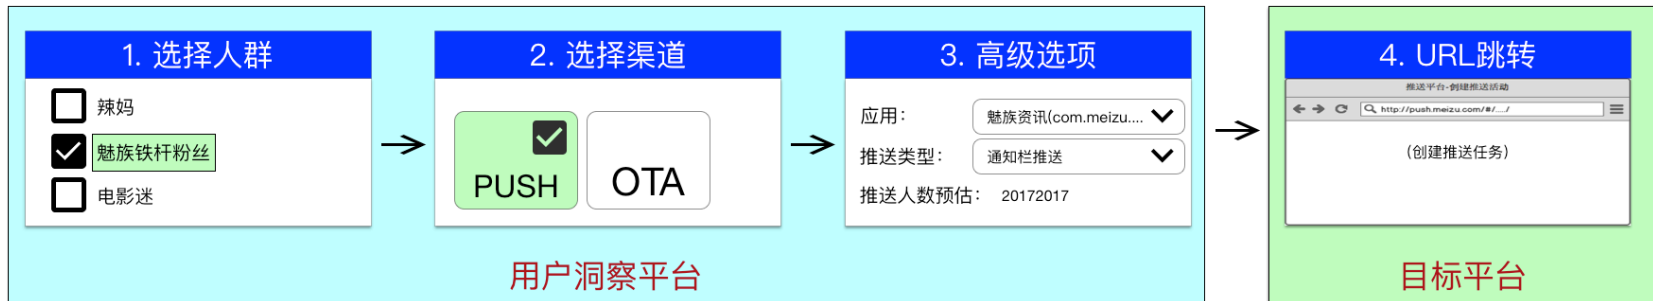 1. 选择人群
辣妈
魅族铁杆粉丝
电影迷
2. 选择渠道
PUSH
OTA
3. 高级选项
应用： 魅族资讯(com.meizu....
推送类型： 通知栏推送
推送人数预估： 20172017
用户洞察平台
4. URL跳转
推送平台-创建推送活动
http://push.meizu.com/#/..../
(创建推送任务)
目标平台